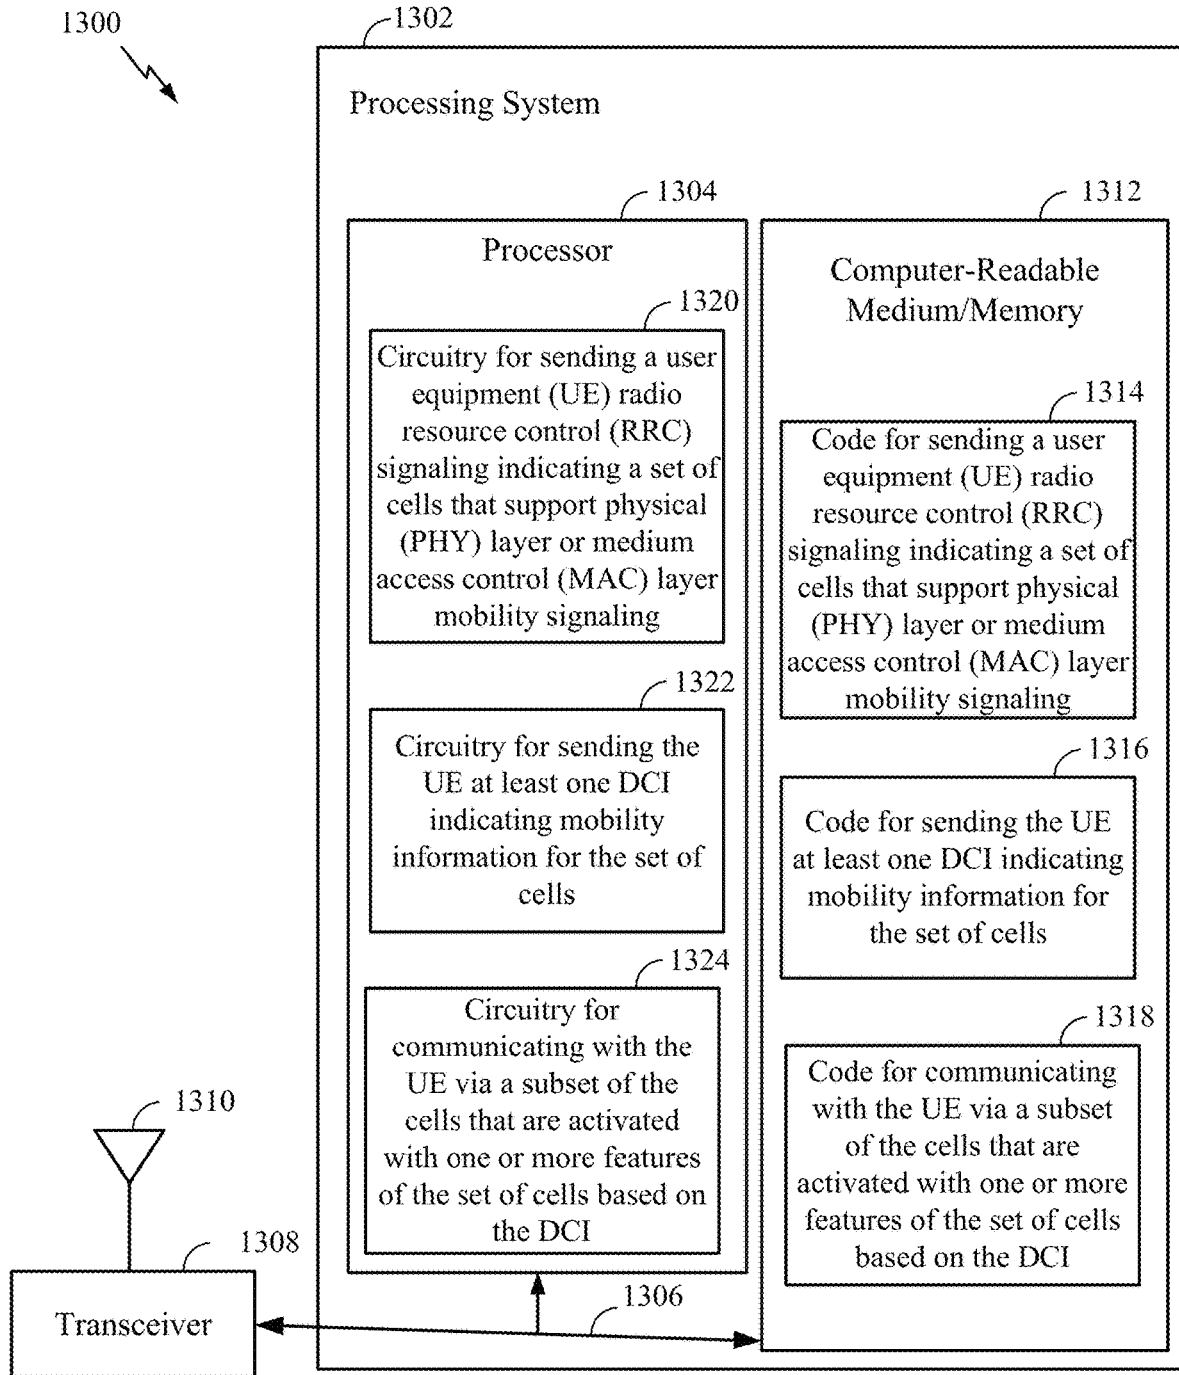 1300
1302
Processing System
1304
Processor
1320
Circuitry for sending a user
equipment (UE) radio
resource control (RRC)
signaling indicating a set of
cells that support physical
(PHY) layer or medium
access control (MAC) layer
mobility signaling
1322
Circuitry for sending the
UE at least one DCI
indicating mobility
information for the set of
cells
1324
Circuitry for
communicating with the
UE via a subset of the
cells that are activated
with one or more features
of the set of cells based on
the DCI
1312
Computer-Readable
Medium/Memory
1314
Code for sending a user
equipment (UE) radio
resource control (RRC)
signaling indicating a set of
cells that support physical
(PHY) layer or medium
access control (MAC) layer
mobility signaling
1316
Code for sending the UE
at least one DCI indicating
mobility information for
the set of cells
1318
Code for communicating
with the UE via a subset
of the cells that are
activated with one or more
features of the set of cells
based on the DCI
1310
1308
Transceiver
1306